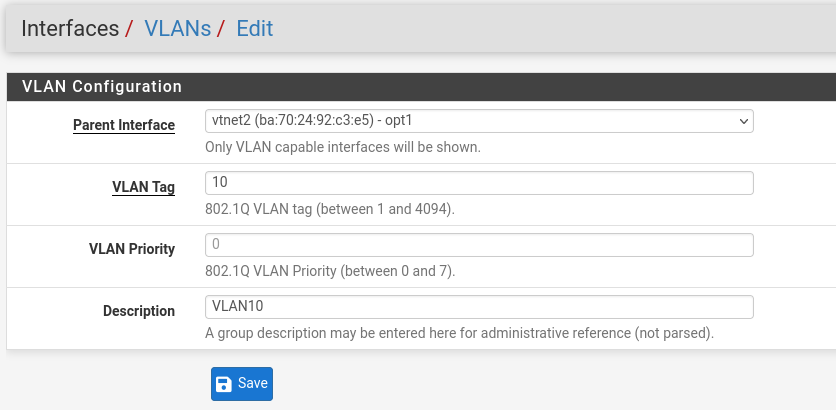 Interfaces / VLANs / Edit
VLAN Configuration
Parent Interface
vtnet2 (ba:70:24:92:c3:e5) - opt1
Only VLAN capable interfaces will be shown.
VLAN Tag
10
802.1Q VLAN tag (between 1 and 4094).
VLAN Priority
0
802.1Q VLAN Priority (between 0 and 7).
Description
VLAN10
A group description may be entered here for administrative reference (not parsed).
Save